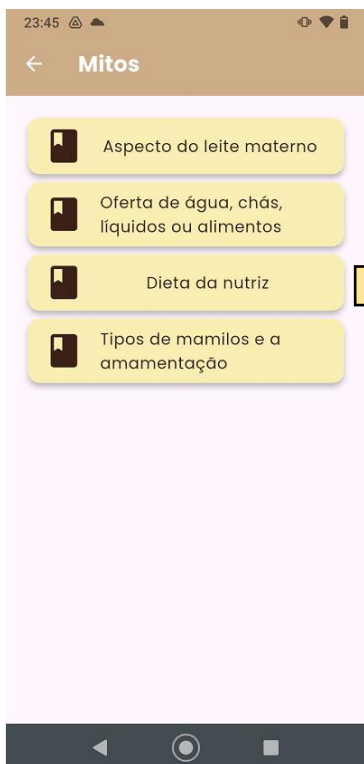 23:45
Mitos
Aspecto do leite materno
Oferta de água, chás,
líquidos ou alimentos
Dieta da nutriz
Tipos de mamilos e a
amamentação